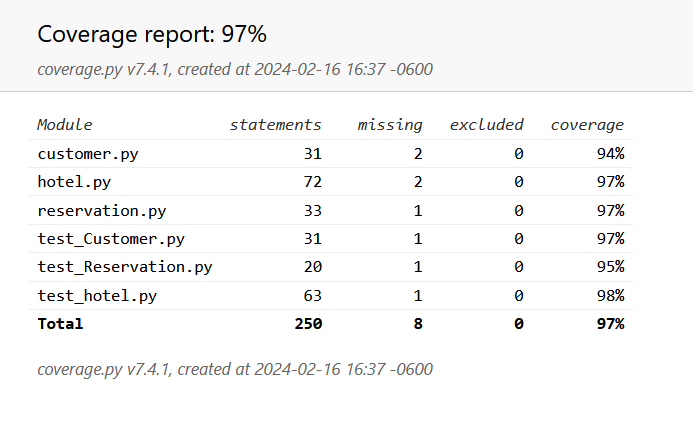 Coverage report: 97%
coverage.py v7.4.1, created at 2024-02-16 16:37 -0600
Module statements missing excluded coverage
customer.py 31 2 0 94%
hotel.py 72 2 0 97%
reservation.py 33 1 0 97%
test_Customer.py 31 1 0 97%
test_Reservation.py 20 1 0 95%
test_hotel.py 63 1 0 98%
Total 250 8 0 97%
coverage.py v7.4.1, created at 2024-02-16 16:37 -0600